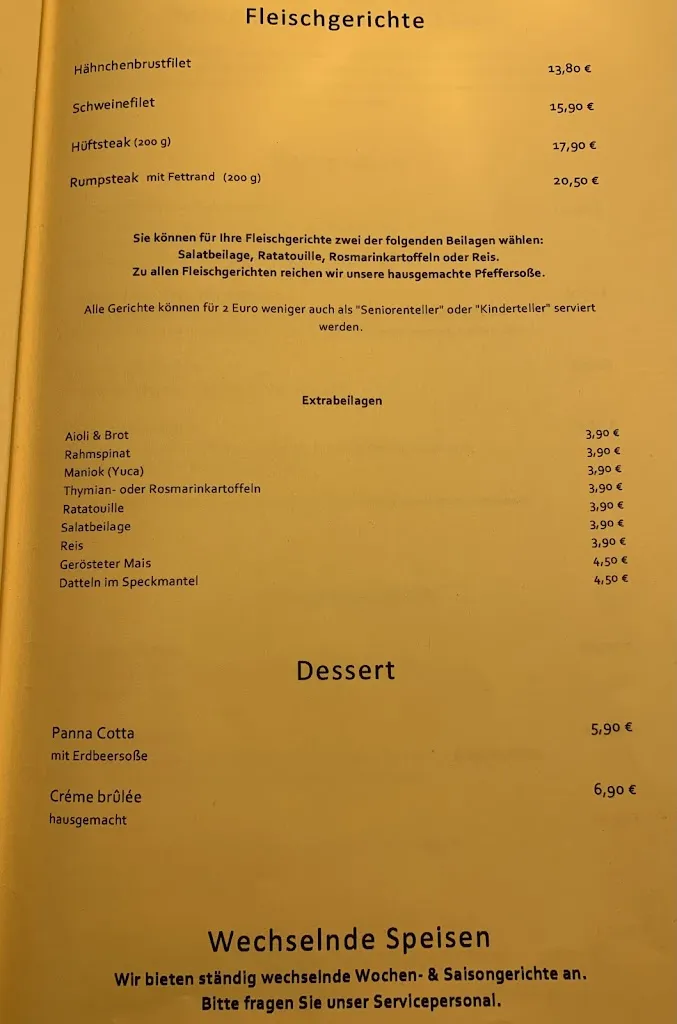 Fleischgerichte
Hähnchenbrustfilet 13,80 €
Schweinefilet 15,90 €
Hüftsteak (200 g) 17,90 €
Rumpsteak mit Fettrand (200 g) 20,50 €
Sie können für Ihre Fleischgerichte zwei der folgenden Beilagen wählen:
Salatbeilage, Ratatouille, Rosmarinkartoffeln oder Reis.
Zu allen Fleischgerichten reichen wir unsere hausgemachte Pfeffersoße.
Alle Gerichte können für 2 Euro weniger auch als "Seniorenteller" oder "Kinderteller" serviert
werden.
Extrabeilagen
Aioli & Brot 3,90 €
Rahmspinat 3,90 €
Maniok (Yuca) 3,90 €
Thymian- oder Rosmarinkartoffeln 3,90 €
Ratatouille 3,90 €
Salatbeilage 3,90 €
Reis 3,90 €
Gerösteter Mais 4,50 €
Datteln im Speckmantel 4,50 €
Dessert
Panna Cotta 5,90 €
mit Erdbeersoße
Créme brûlée 6,90 €
hausgemacht
Wechselnde Speisen
Wir bieten ständig wechselnde Wochen- & Saisongerichte an.
Bitte fragen Sie unser Servicepersonal.